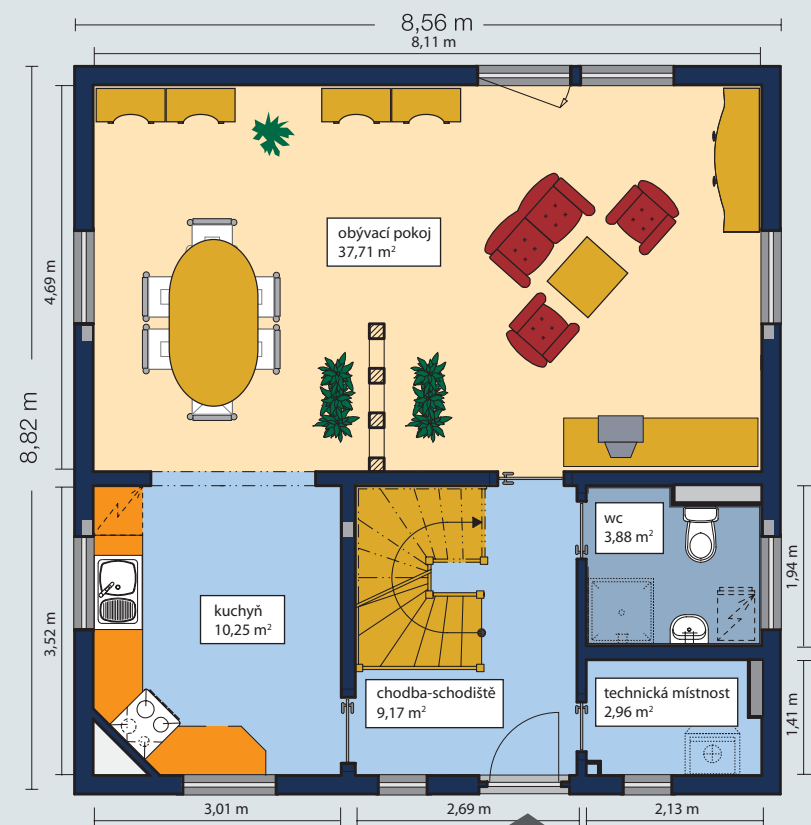 8,56 m
8,11 m
obývací pokoj
37,71 m²
4,69 m
8,82 m
wc
3,88 m²
1,94 m
kuchyň
10,25 m²
3,52 m
chodba-schodiště
9,17 m²
technická místnost
2,96 m²
1,41 m
3,01 m
2,69 m
2,13 m